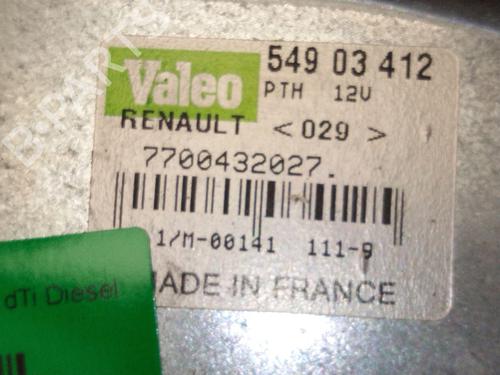 Valeo
549 03 412
PTH 12V
RENAULT <029>
7700432027.
1/M-00141 111-9
MADE IN FRANCE
dTi Diesel
B-PARTS